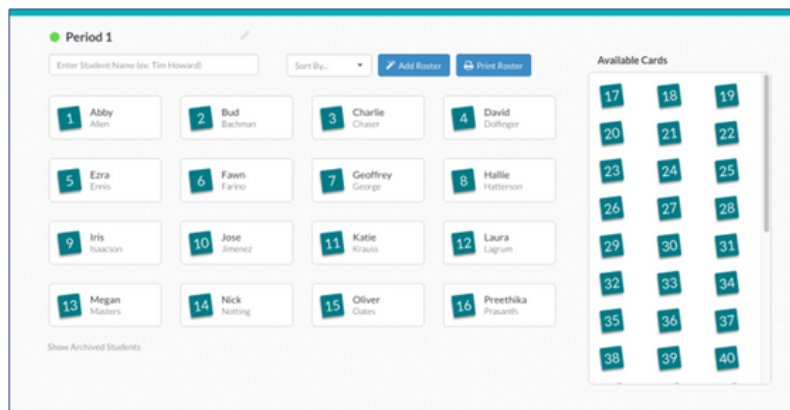 Period 1
Enter Student Name (ex: Tim Howard)
Sort By...
Add Roster
Print Roster
1 Abby Allen
2 Bud Bachman
3 Charlie Chaser
4 David Dolfinger
5 Ezra Ennis
6 Fawn Farino
7 Geoffrey George
8 Hallie Hatterson
9 Iris Isaacson
10 Jose Jimenez
11 Katie Krauss
12 Laura Lagrum
13 Megan Masters
14 Nick Notting
15 Oliver Oates
16 Preethika Prasanth
Show Archived Students
Available Cards
17 18 19
20 21 22
23 24 25
26 27 28
29 30 31
32 33 34
35 36 37
38 39 40